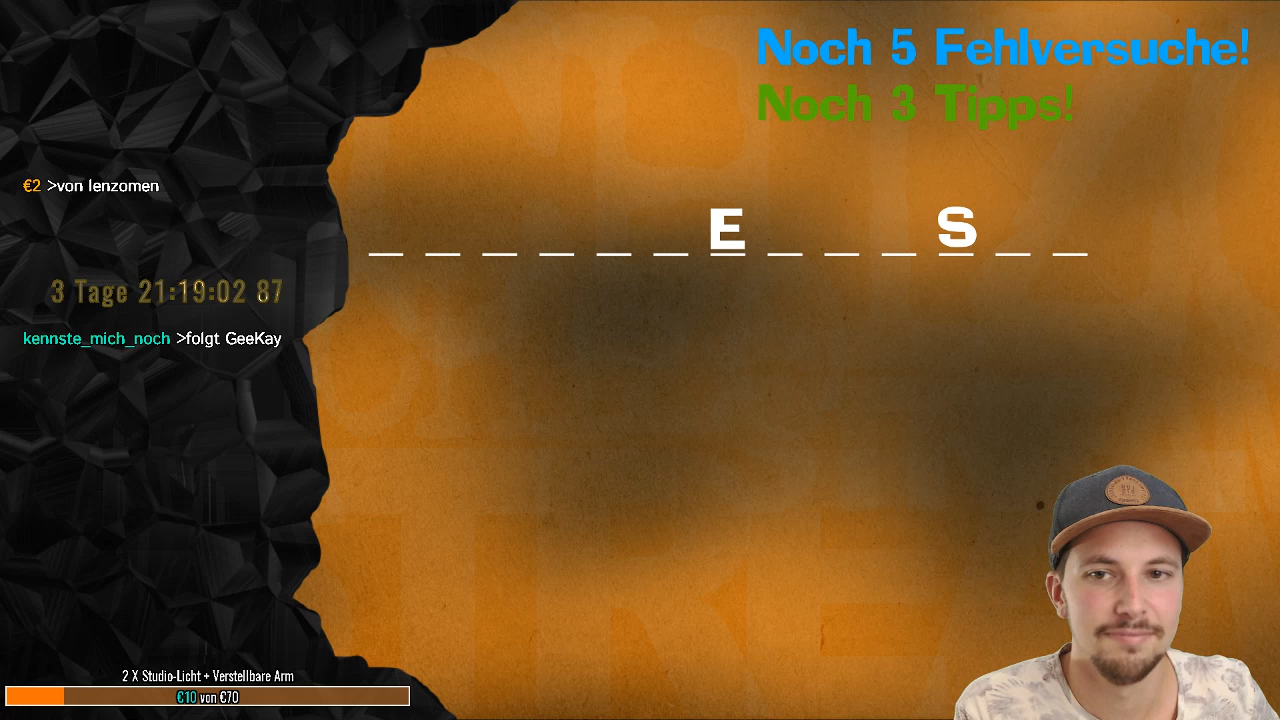 Noch 5 Fehlversuche!
Noch 3 Tipps!
€2 >von lenzomen
_ _ _ _ _ _ E _ _ _ S _ _
3 Tage 21:19:02 87
kennste_mich_noch >folgt GeeKay
2 X Studio-Licht + Verstellbare Arm
€10 von €70